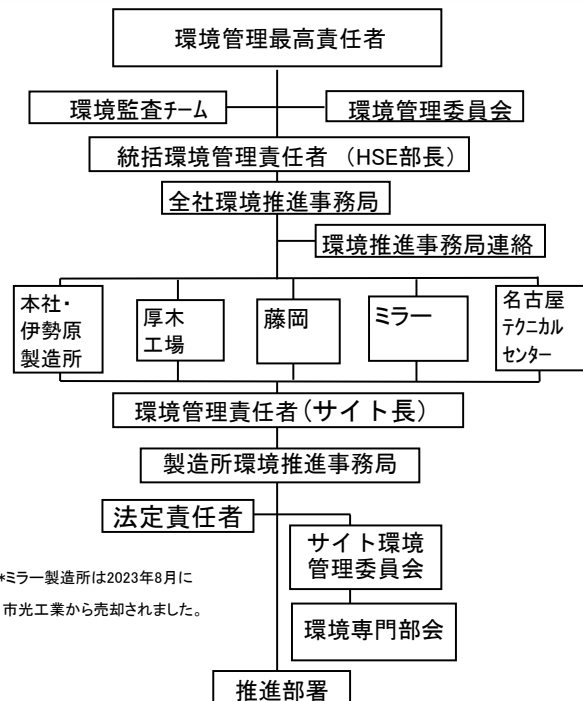 環境管理最高責任者
環境監査ﾁｰﾑ
環境管理委員会
統括環境管理責任者 (HSE部長)
全社環境推進事務局
環境推進事務局連絡
本社・
伊勢原
製造所
厚木
工場
藤岡
ミラー
名古屋
ﾃｸﾆｶﾙ
ｾﾝﾀｰ
環境管理責任者(サイト長)
製造所環境推進事務局
法定責任者
サイト環境
管理委員会
*ミラー製造所は2023年8月に
市光工業から売却されました。
環境専門部会
推進部署